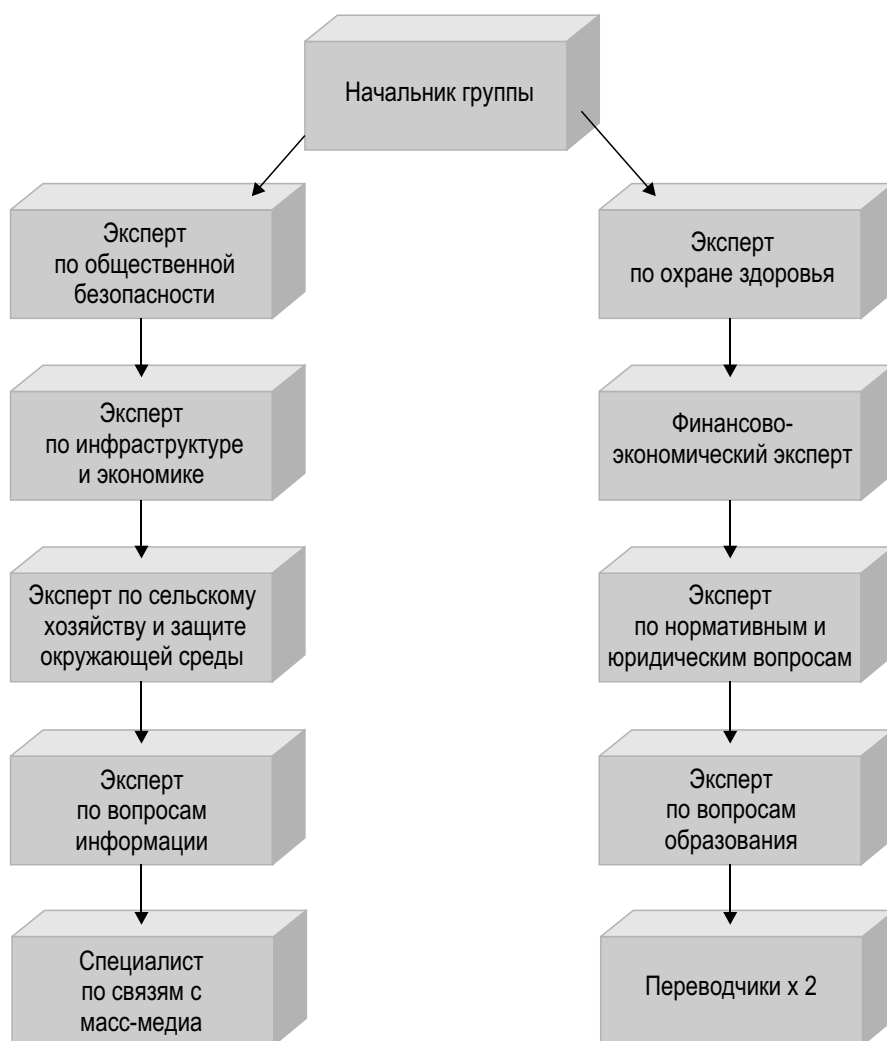 Начальник группы
Эксперт
по общественной
безопасности
Эксперт
по охране здоровья
Эксперт
по инфраструктуре
и экономике
Финансово-
экономический эксперт
Эксперт по сельскому
хозяйству и защите
окружающей среды
Эксперт
по нормативным и
юридическим вопросам
Эксперт
по вопросам
информации
Эксперт
по вопросам
образования
Специалист
по связям с
масс-медиа
Переводчики х 2